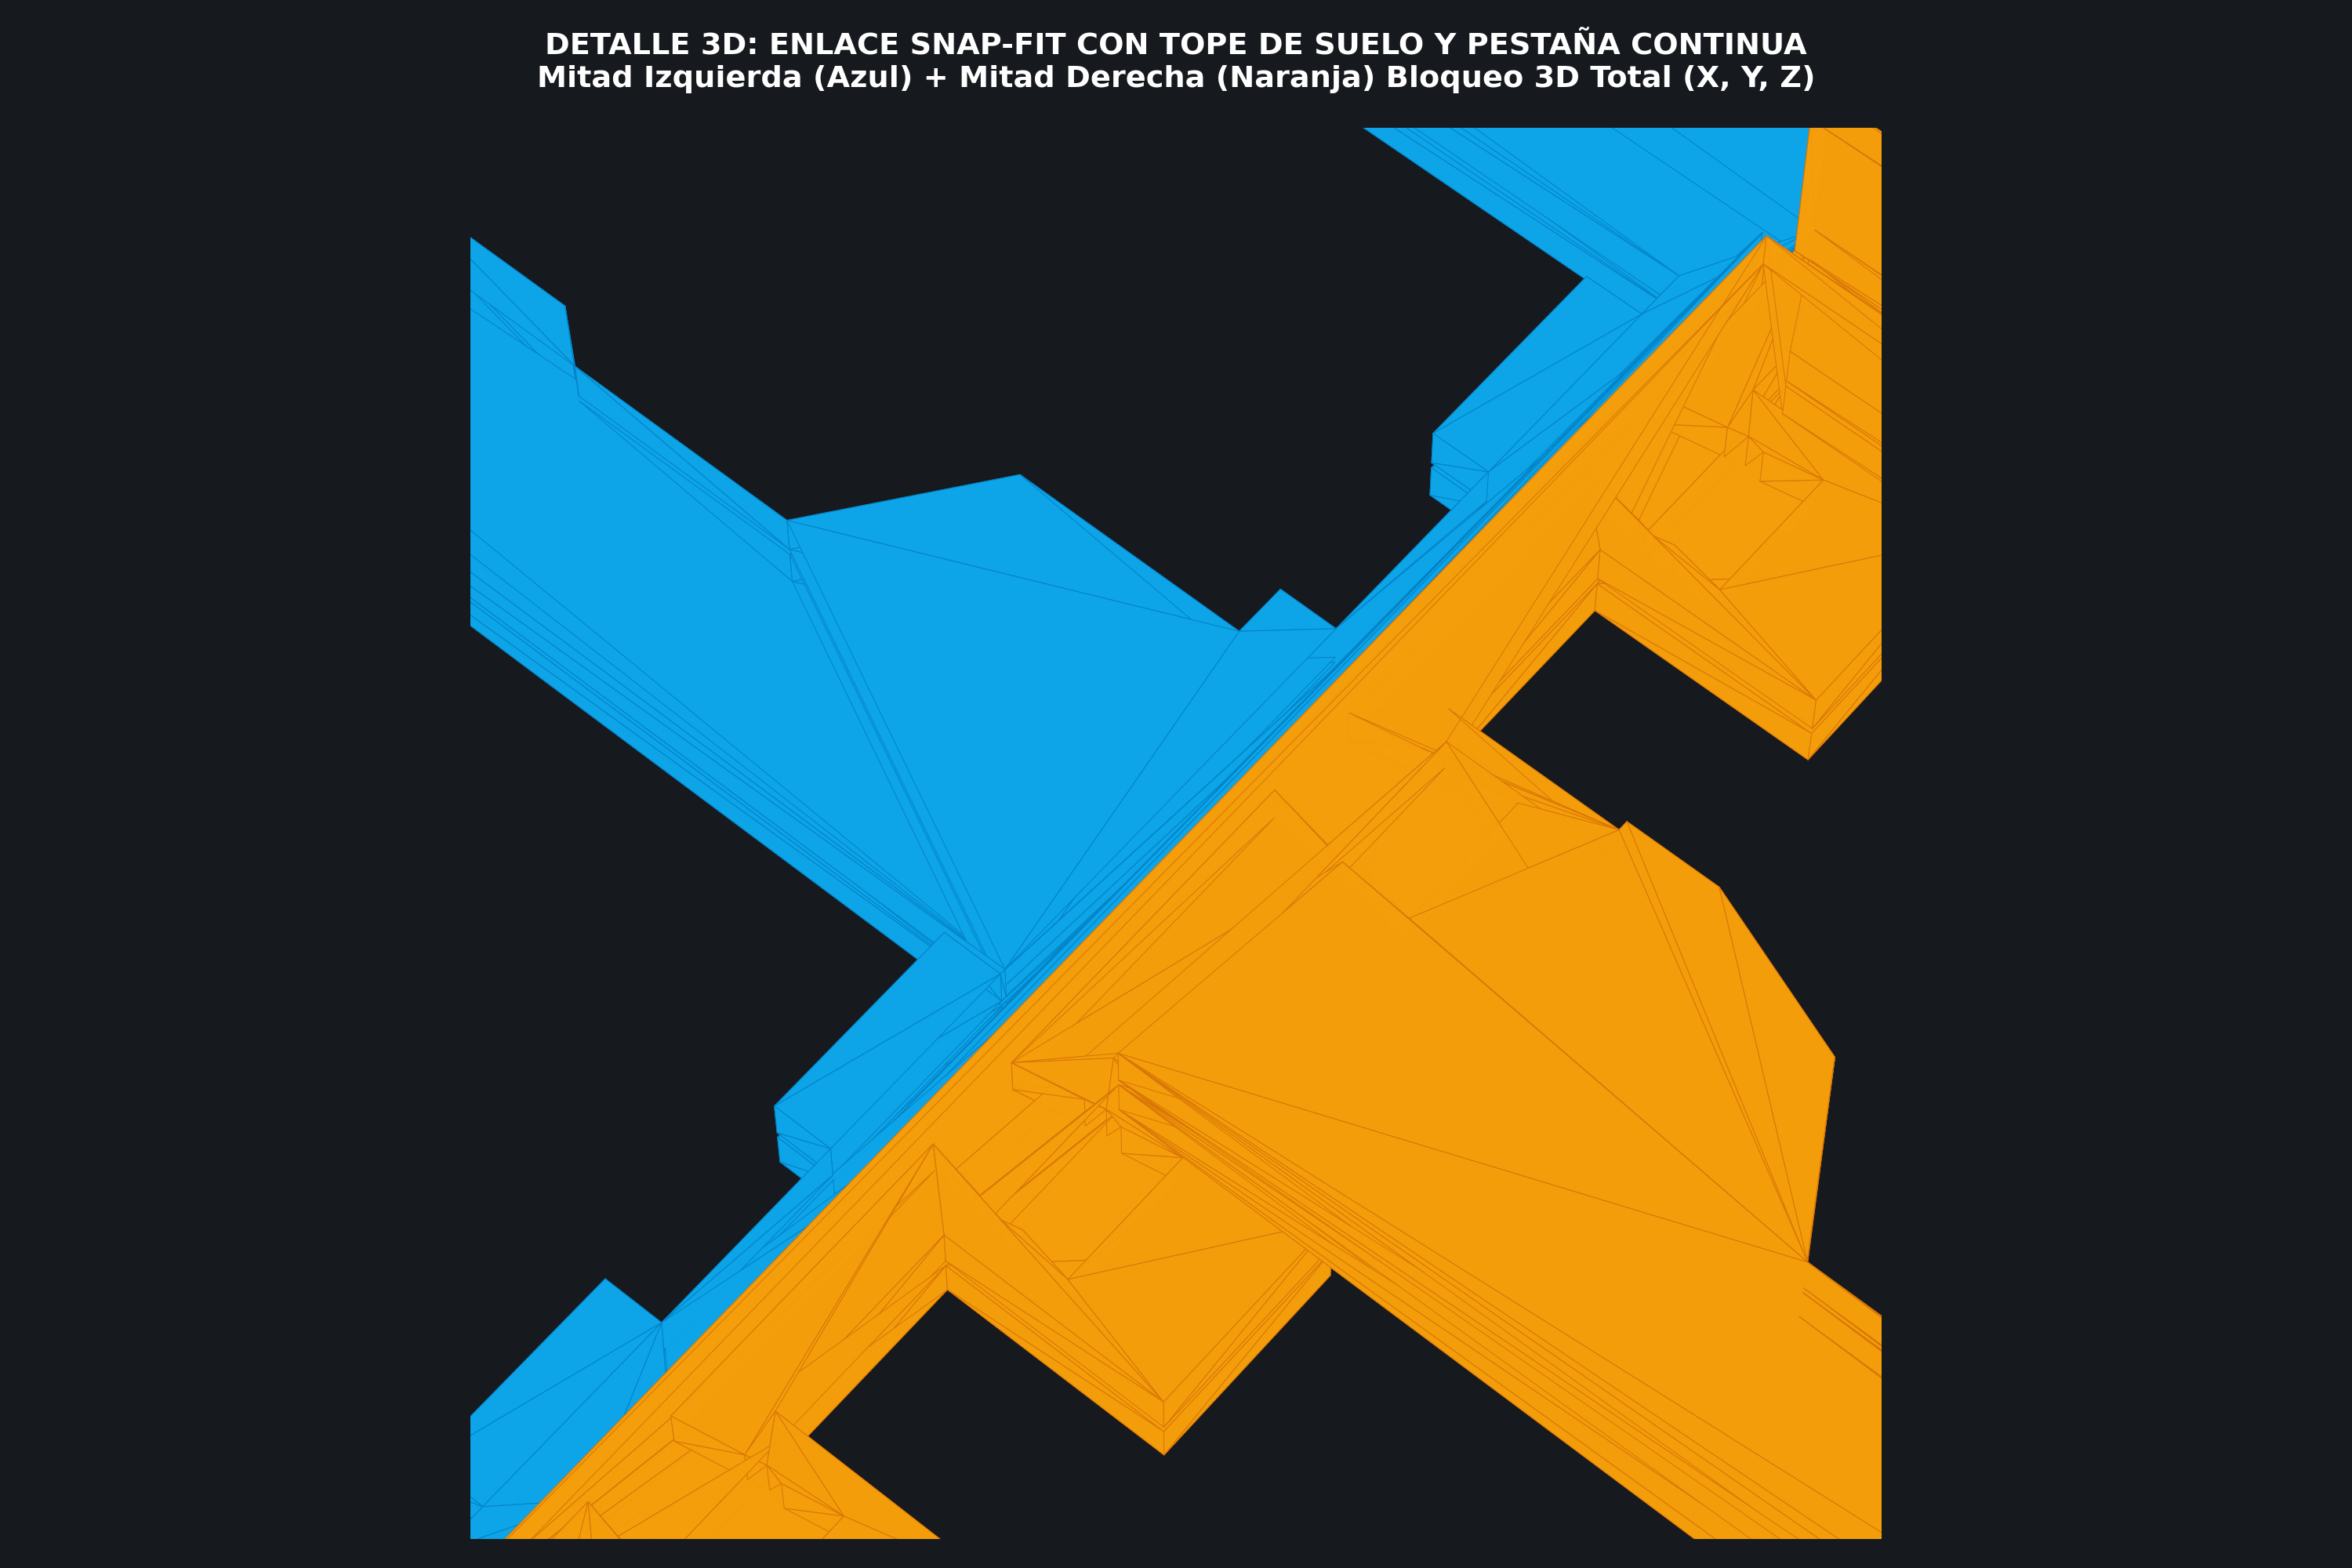 DETALLE 3D: ENLACE SNAP-FIT CON TOPE DE SUELO Y PESTAÑA CONTINUA
Mitad Izquierda (Azul) + Mitad Derecha (Naranja) Bloqueo 3D Total (X, Y, Z)